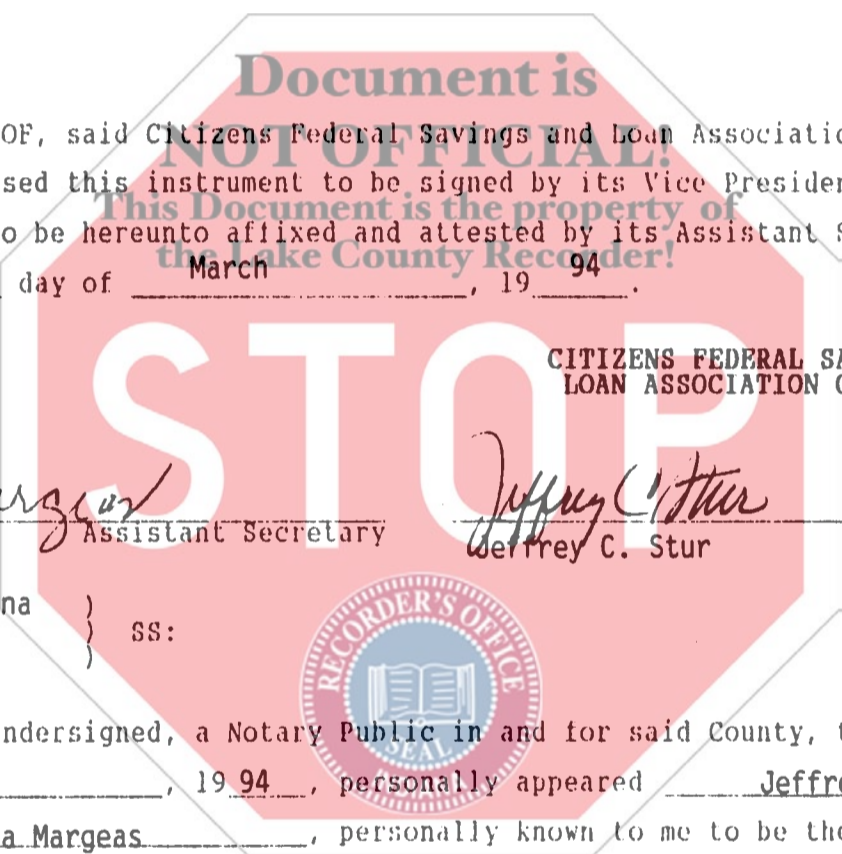 Document is
OF, said Citizens Federal Savings and Loan Associatio
NOT OFFICIAL!
sed this instrument to be signed by its Vice Presiden
This Document is the property of
o be hereunto affixed and attested by its Assistant S
the Lake County Recorder!
day of March, 19 94.
STOP
CITIZENS FEDERAL SA
LOAN ASSOCIATION O
Jeffrey C. Stur
Assistant Secretary
Jeffrey C. Stur
na )
) SS:
)
RECORDER'S OFFICE
SEAL
ndersigned, a Notary Public in and for said County, t
, 19 94, personally appeared Jeffre
a Margeas, personally known to me to be the